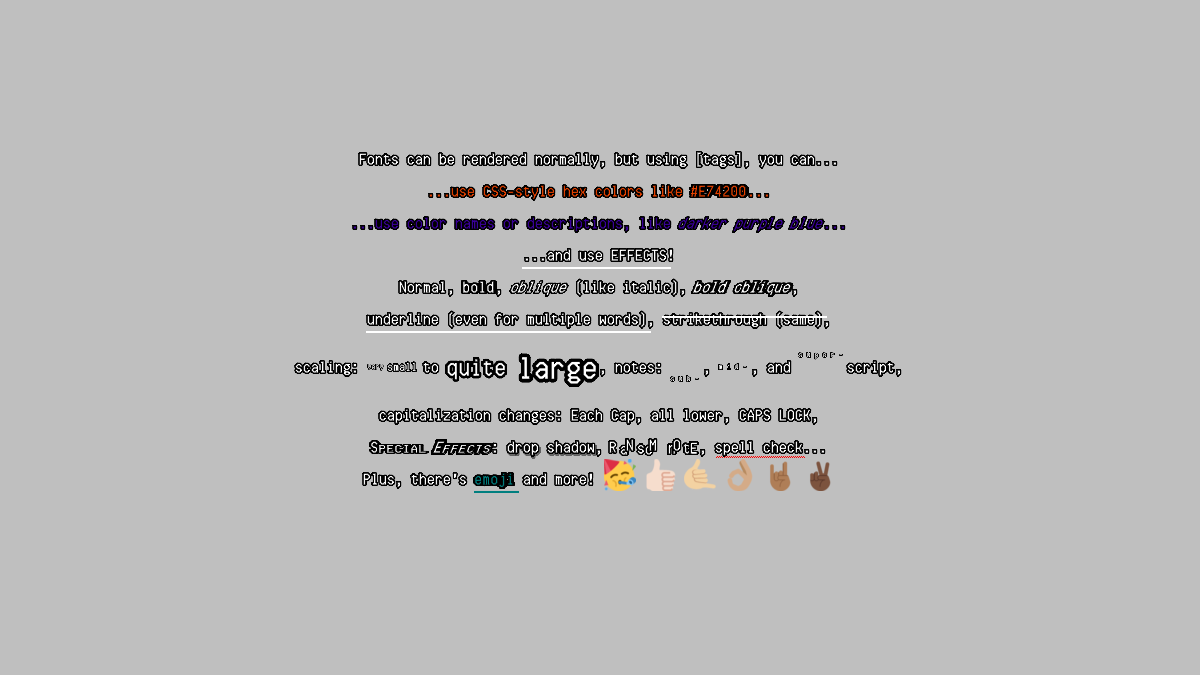 Fonts can be rendered normally, but using [tags], you can...
...use CSS-style hex colors like #E74200...
...use color names or descriptions, like darker purple blue...
...and use EFFECTS!
Normal, bold, oblique (like italic), bold oblique,
underline (even for multiple words), strikethrough (same),
scaling: very small to quite large, notes: sub-, mid-, and super- script,
capitalization changes: Each Cap, all lower, CAPS LOCK,
Special Effects: drop shadow, RaNsoM nOtE, spell check...
Plus, there's emoji and more! 🥳👍🏻🤙🏼👌🏽🤘🏾✌🏿